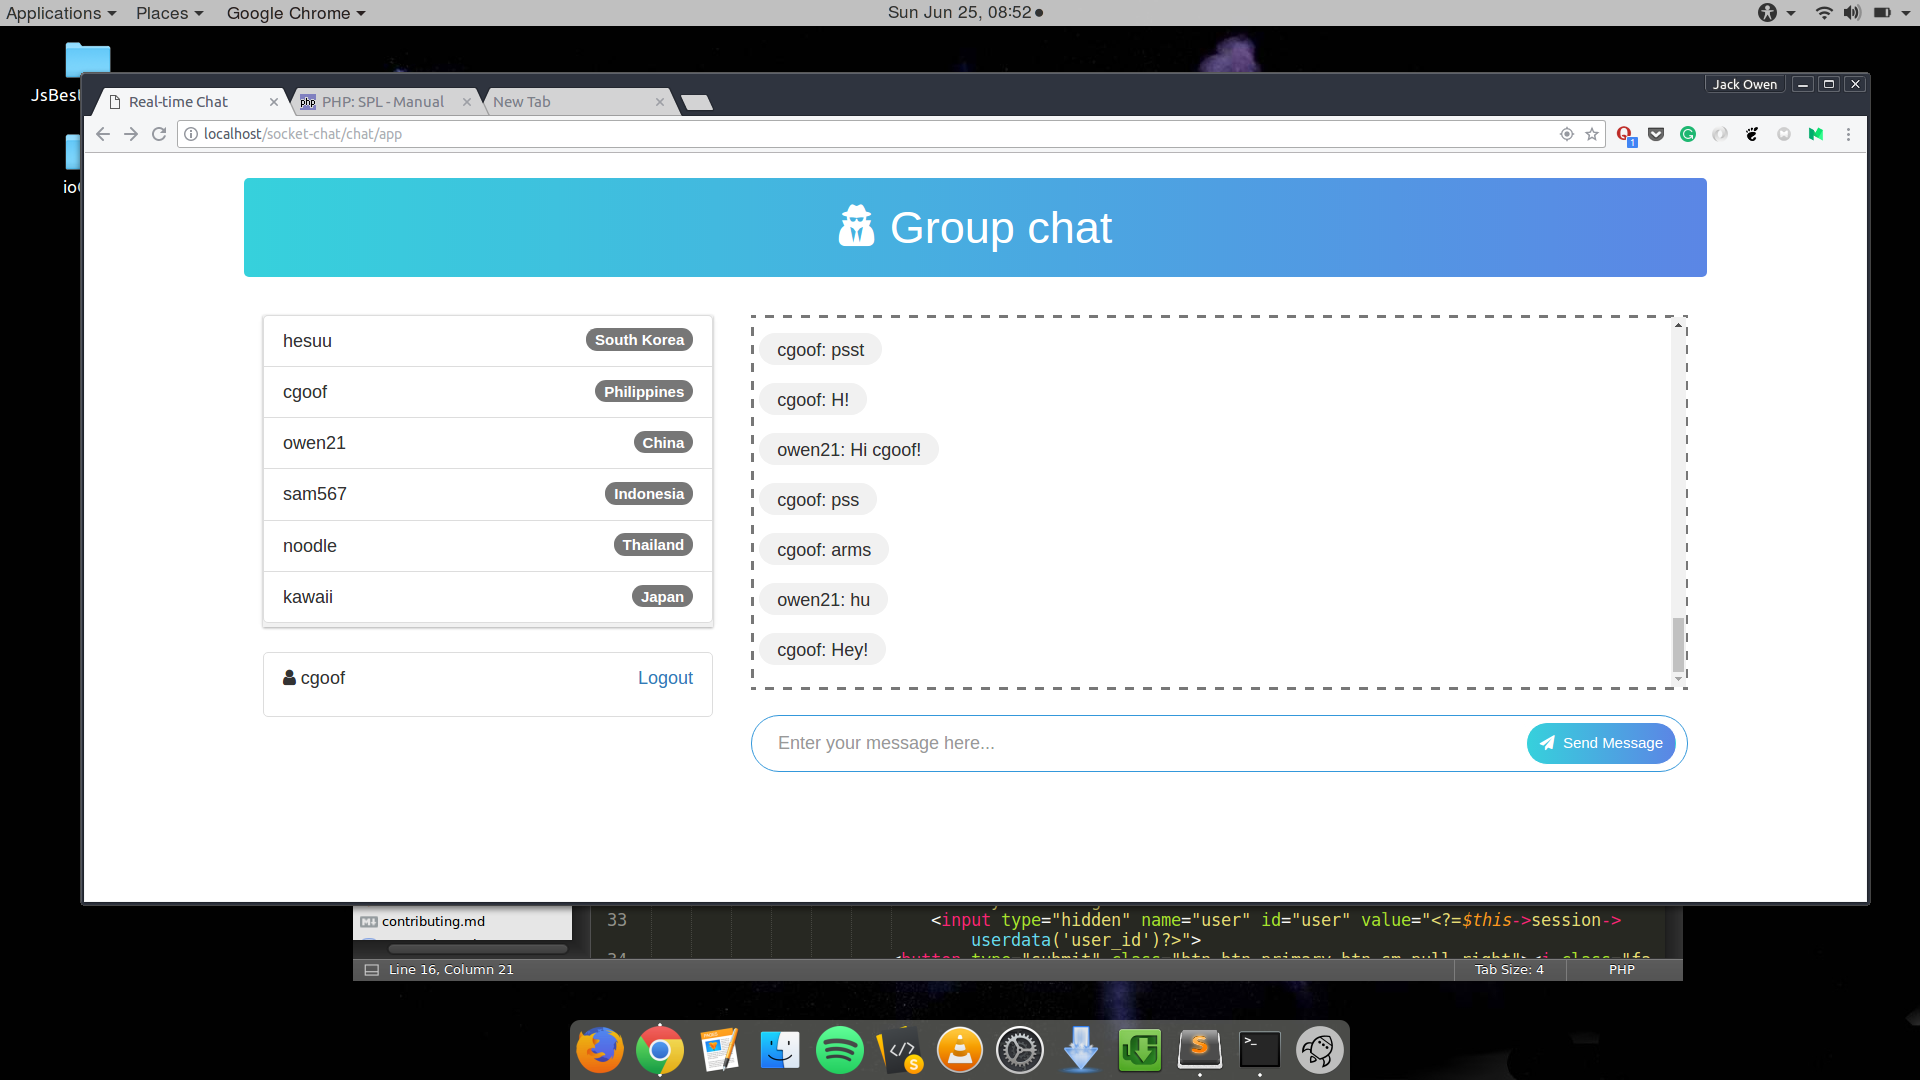 Applications Places Google Chrome Sun Jun 25, 08:52
JsBest
Jack Owen
Real-time Chat php PHP: SPL - Manual New Tab
localhost/socket-chat/chat/app 1
Group chat
hesuu South Korea
cgoof Philippines
owen21 China
sam567 Indonesia
noodle Thailand
kawaii Japan
cgoof Logout
cgoof: psst
cgoof: H!
owen21: Hi cgoof!
cgoof: pss
cgoof: arms
owen21: hu
cgoof: Hey!
Enter your message here... Send Message
contributing.md
33 <input type="hidden" name="user" id="user" value="<?=$this->session->
userdata('user_id')?>">
Line 16, Column 21 Tab Size: 4 PHP